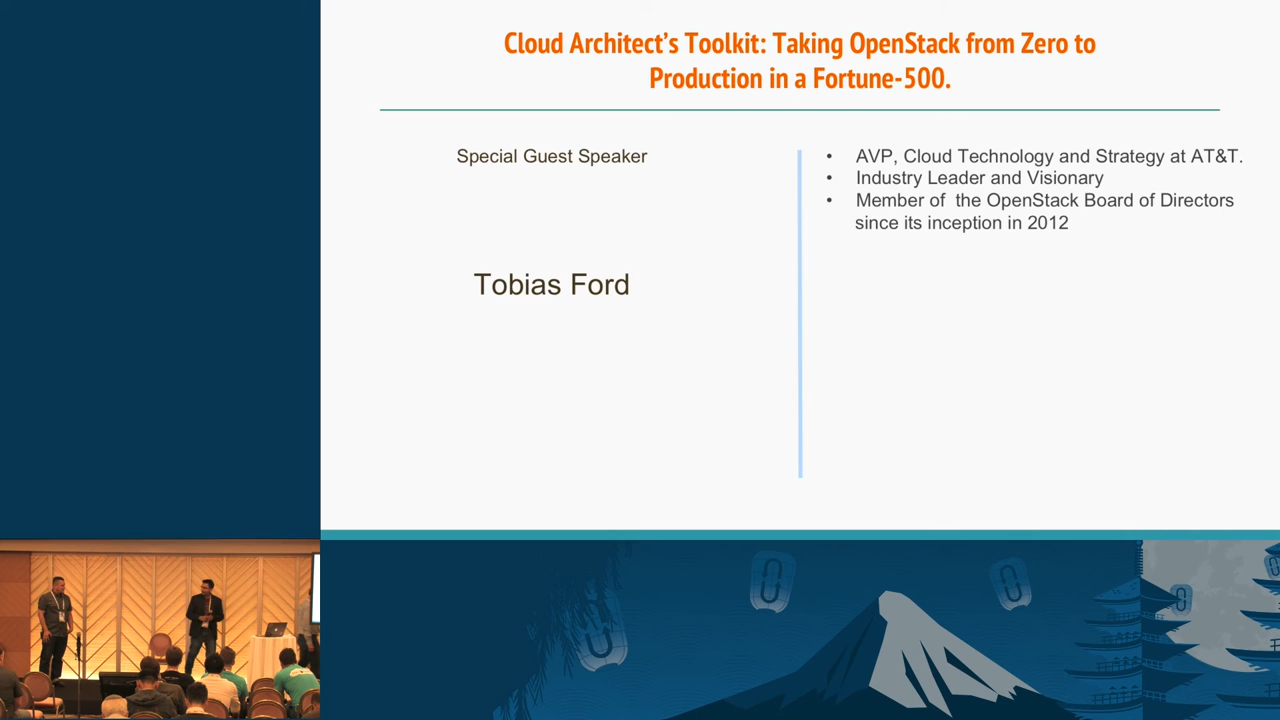 Cloud Architect's Toolkit: Taking OpenStack from Zero to
Production in a Fortune-500.
Special Guest Speaker
Tobias Ford
• AVP, Cloud Technology and Strategy at AT&T.
• Industry Leader and Visionary
• Member of  the OpenStack Board of Directors
since its inception in 2012